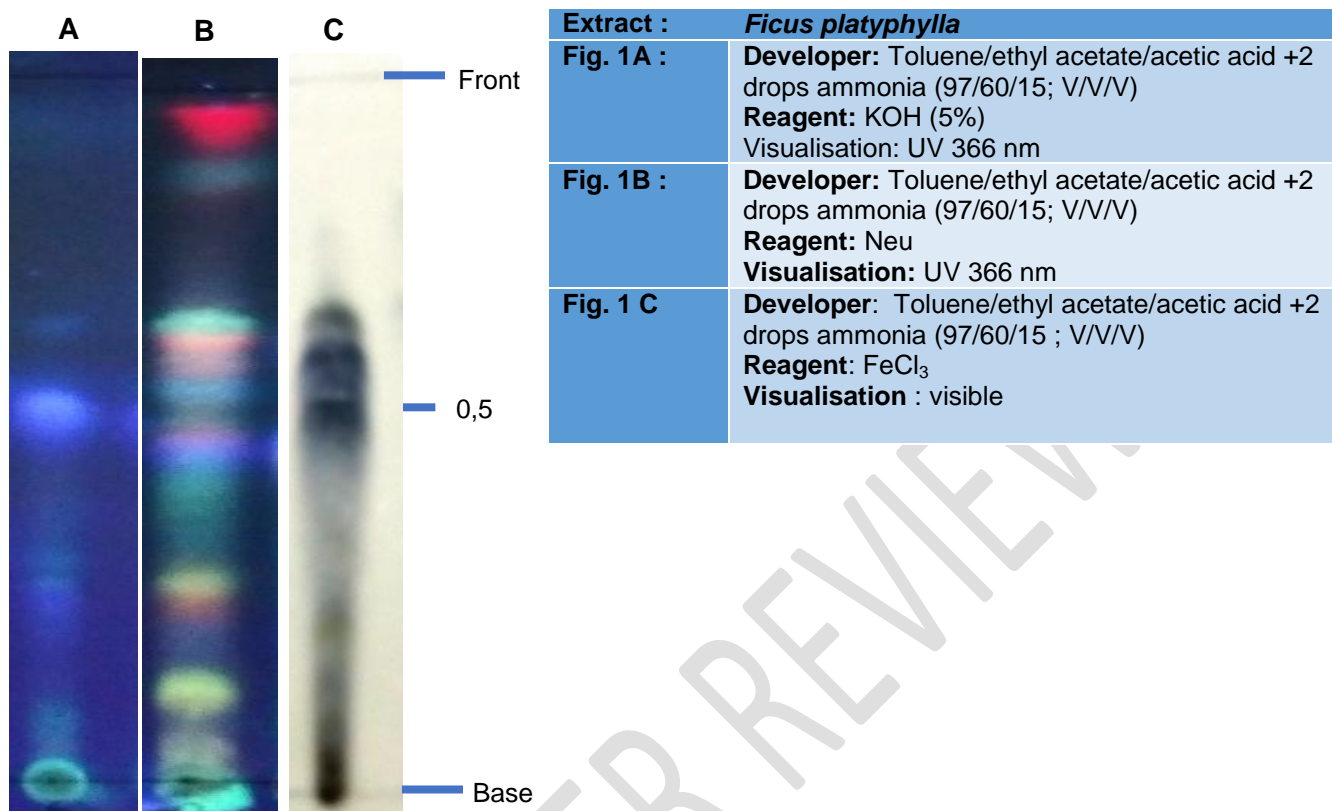 A B C
Front
0,5
Base
Extract : Ficus platyphylla
Fig. 1A : Developer: Toluene/ethyl acetate/acetic acid +2
drops ammonia (97/60/15; V/V/V)
Reagent: KOH (5%)
Visualisation: UV 366 nm
Fig. 1B : Developer: Toluene/ethyl acetate/acetic acid +2
drops ammonia (97/60/15; V/V/V)
Reagent: Neu
Visualisation: UV 366 nm
Fig. 1 C Developer: Toluene/ethyl acetate/acetic acid +2
drops ammonia (97/60/15 ; V/V/V)
Reagent: FeCl₃
Visualisation : visible
ER REVIEW